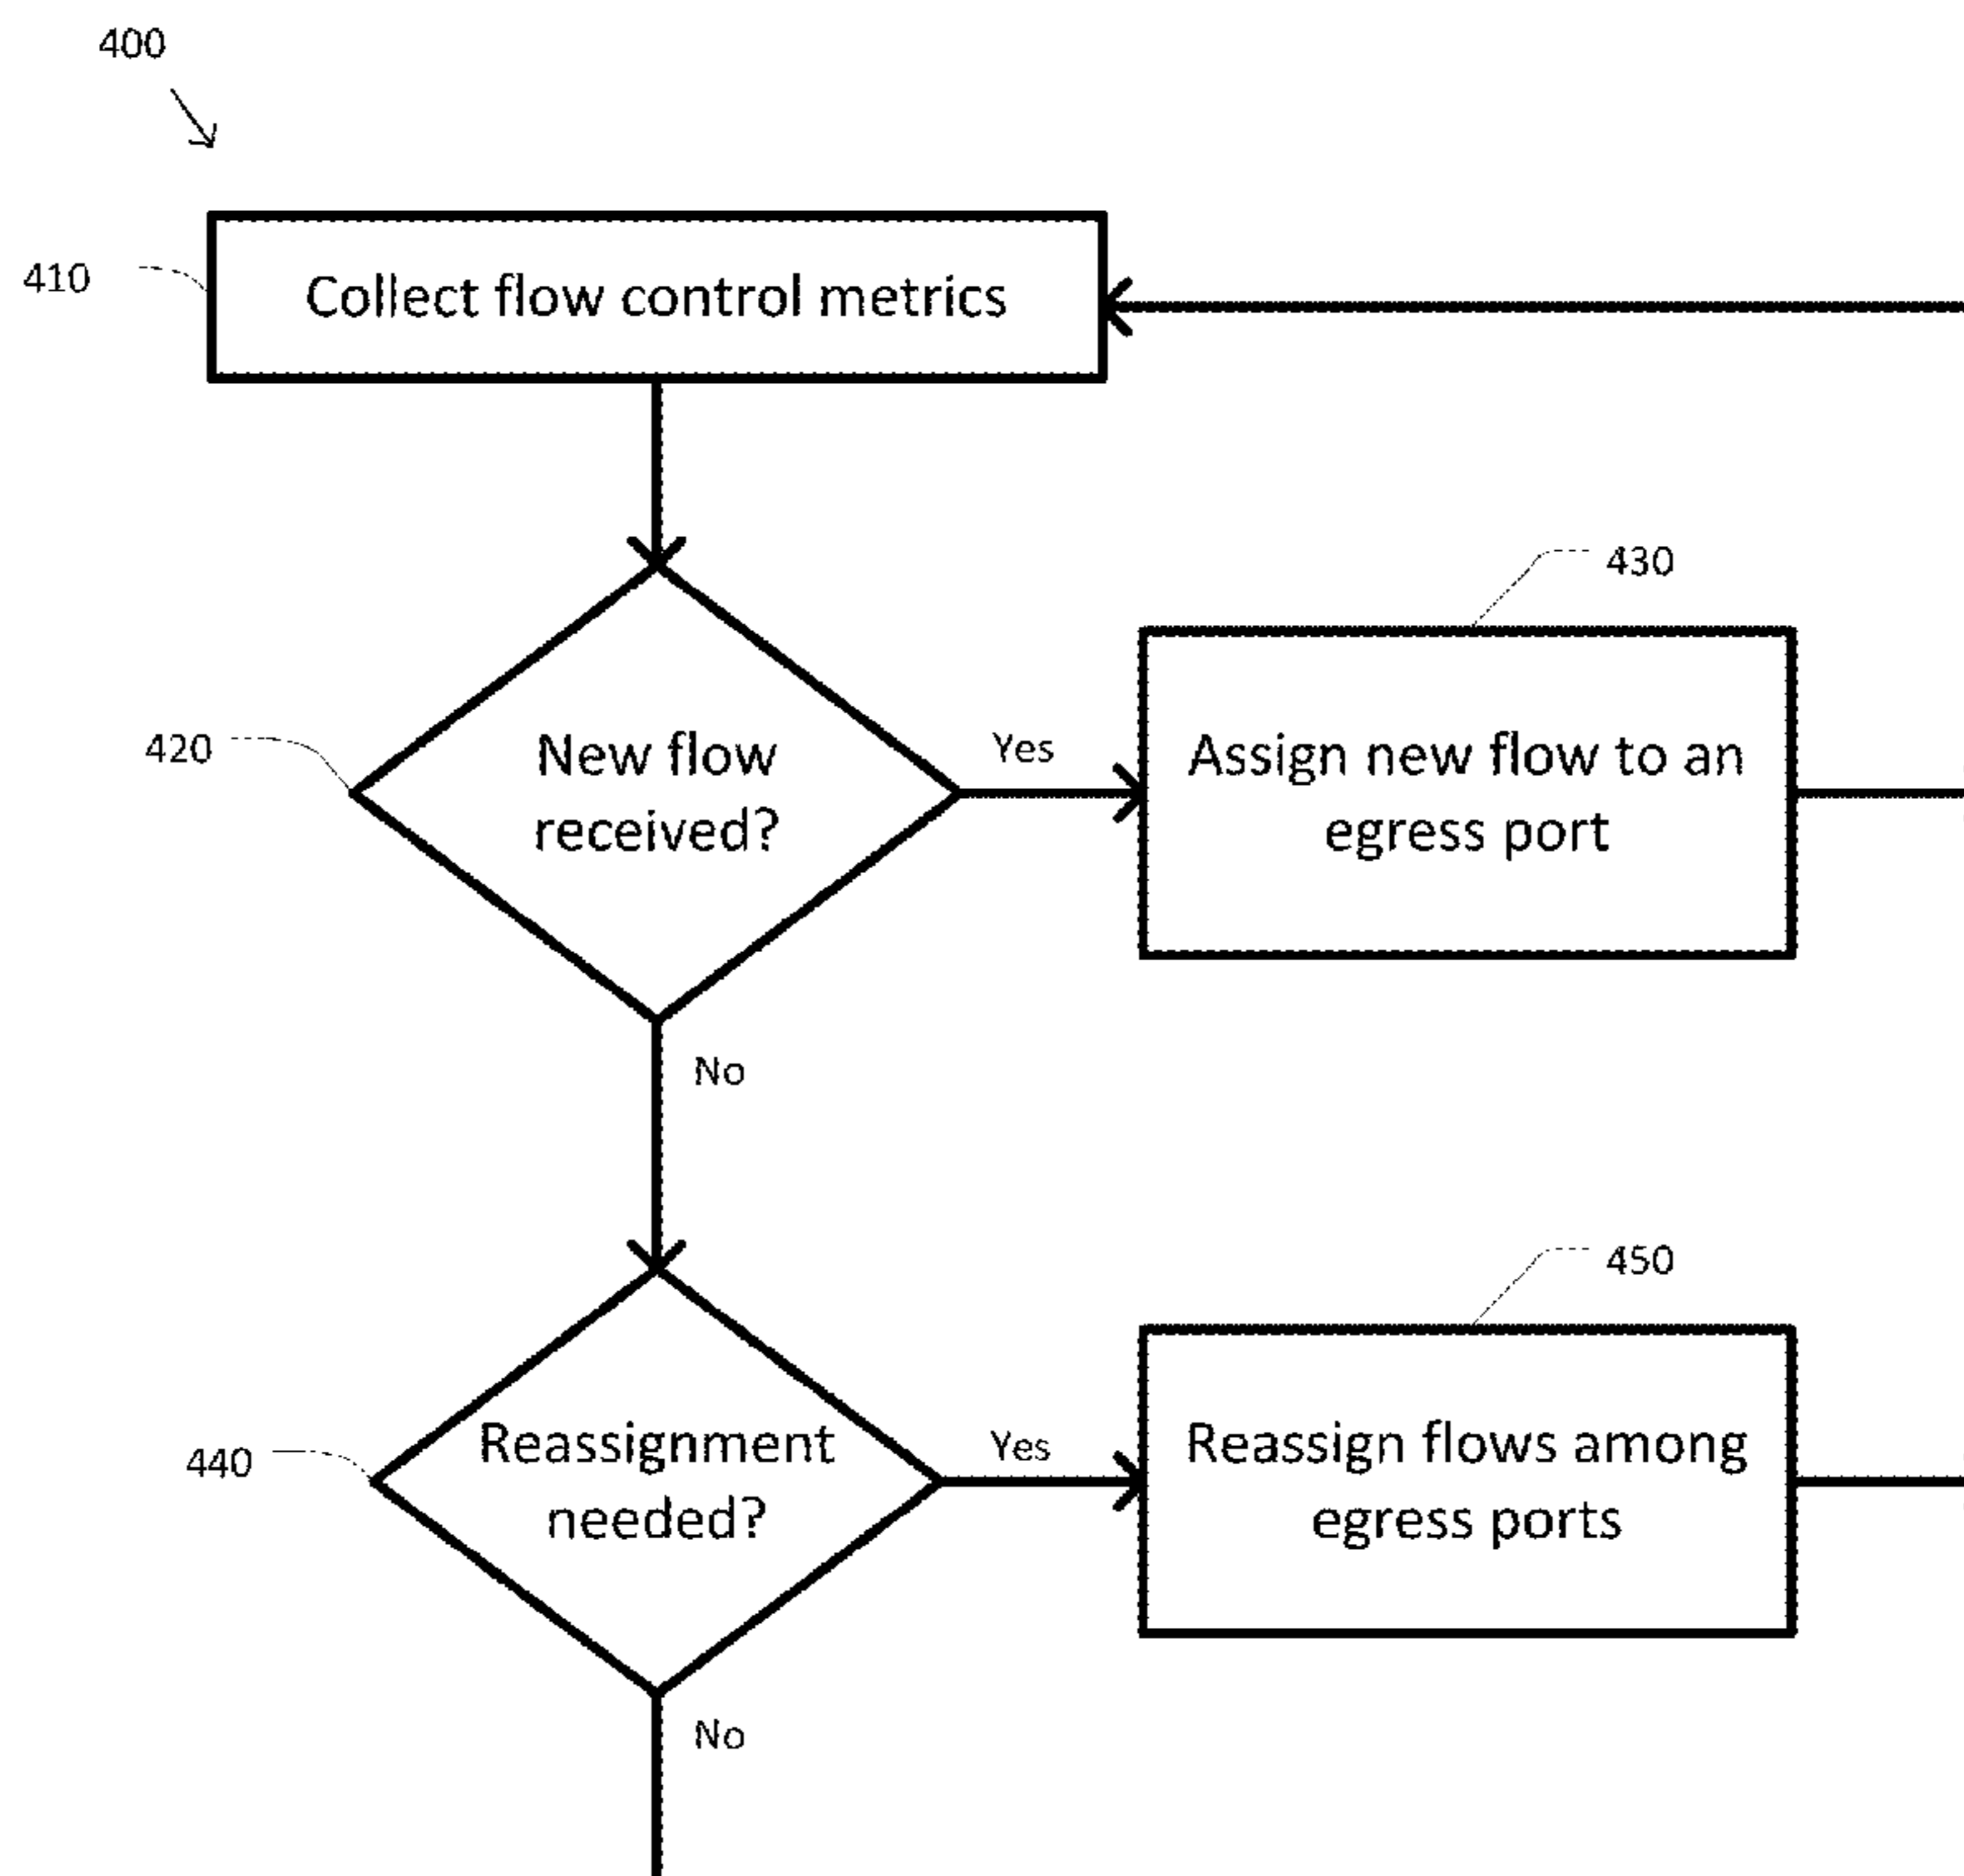 400
410
Collect flow control metrics
430
420
New flow
received?
Yes
Assign new flow to an
egress port
No
450
440
Reassignment
needed?
Yes
Reassign flows among
egress ports
No